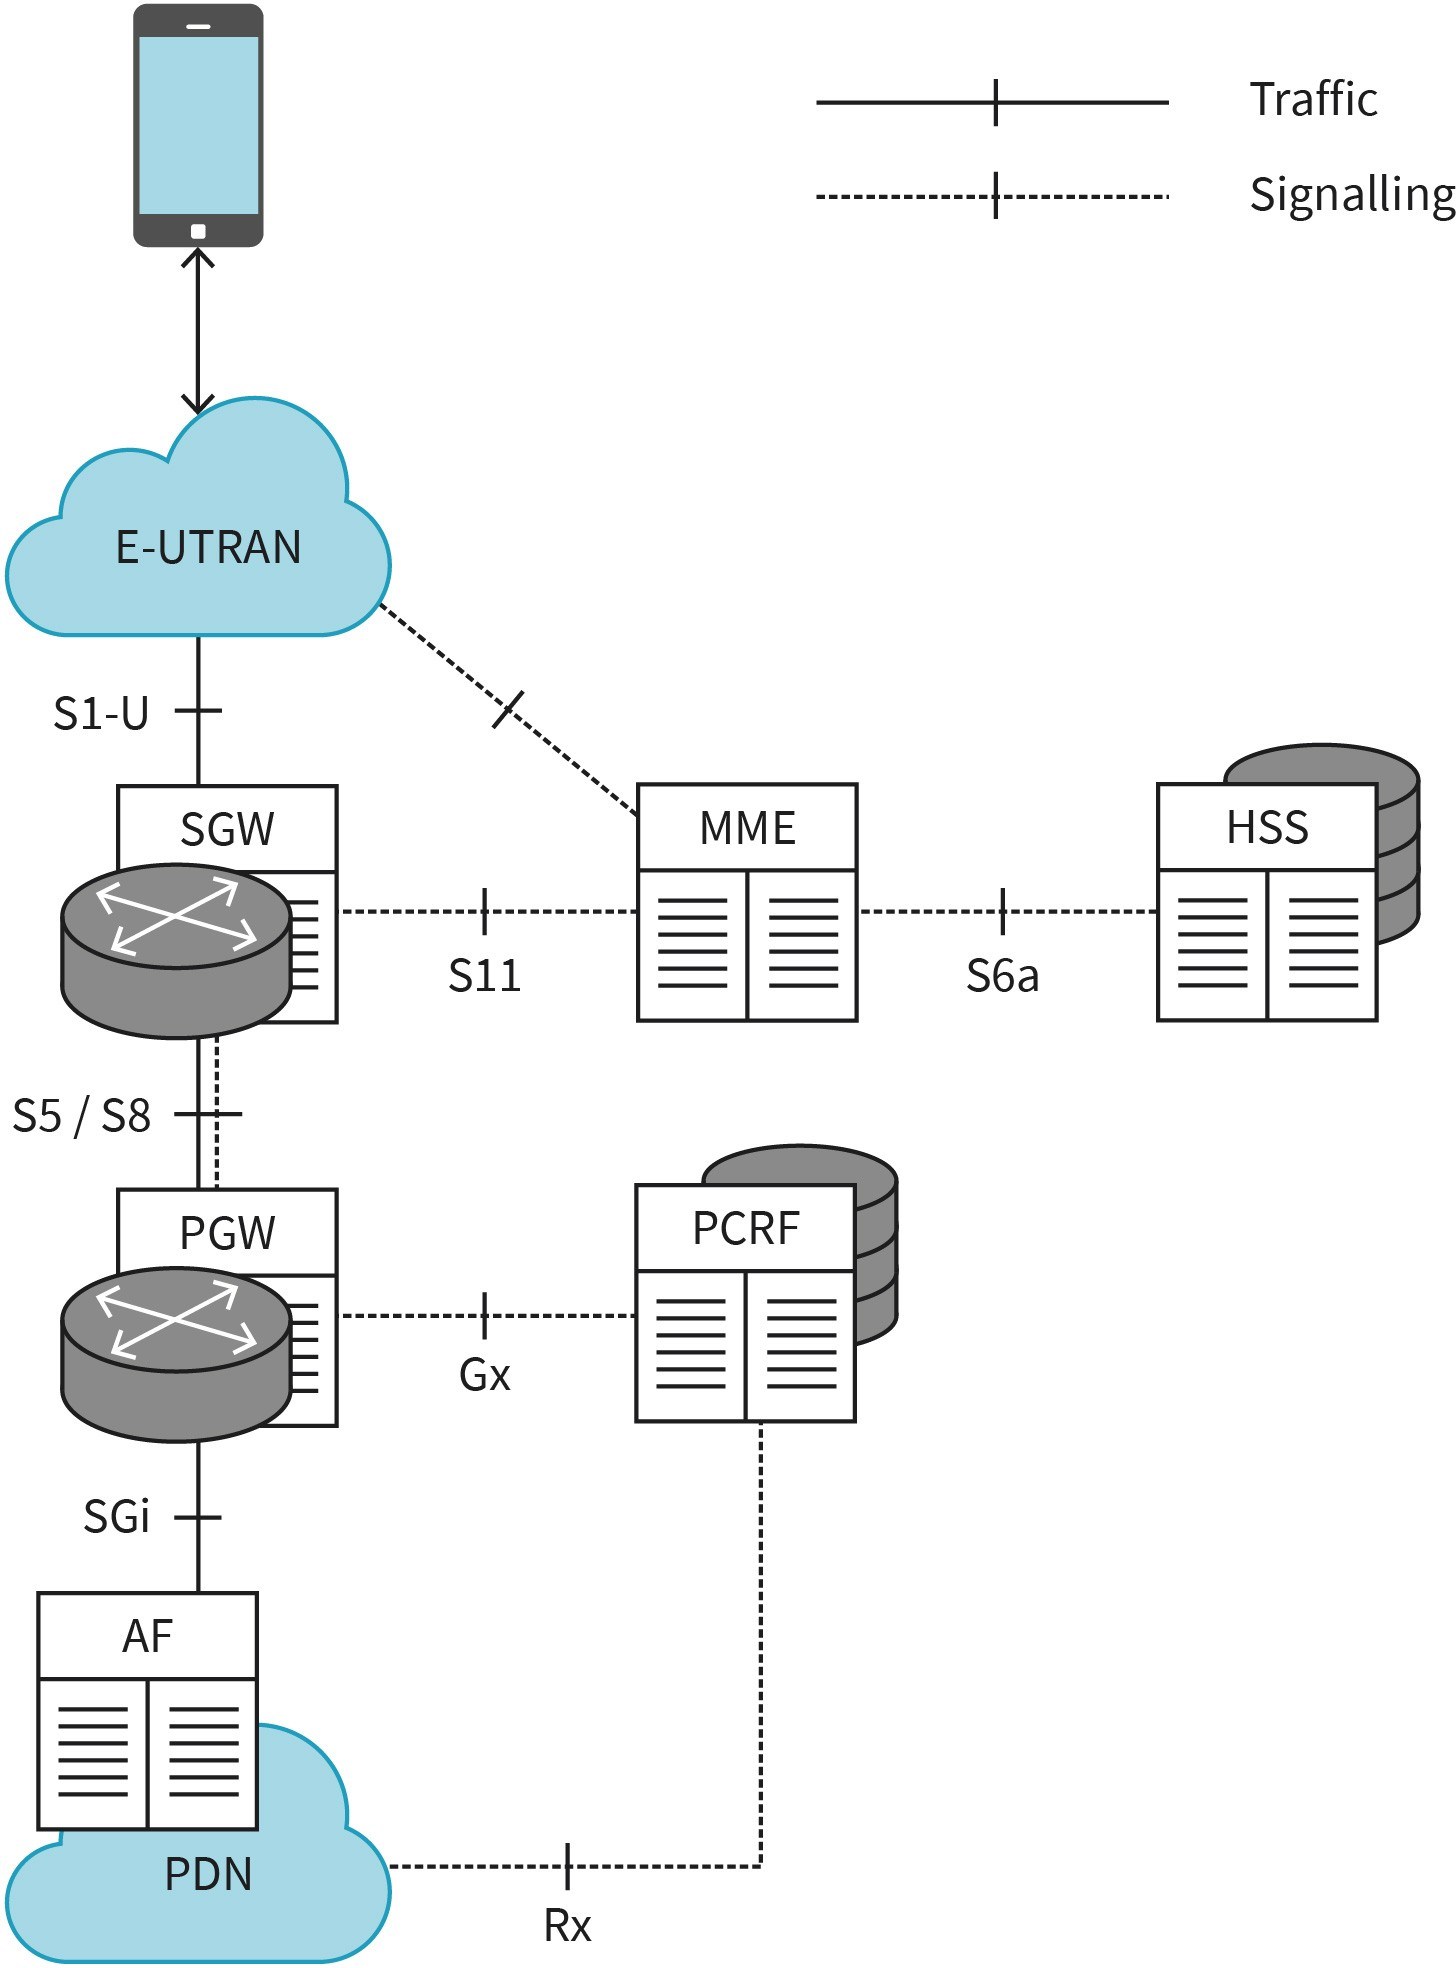 Traffic
Signalling
E-UTRAN
S1-U
SGW
MME
HSS
S11
S6a
S5 / S8
PGW
PCRF
Gx
SGi
AF
PDN
Rx